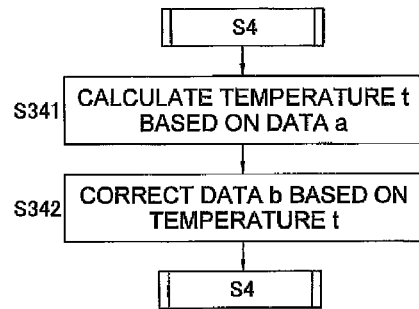 S4
S341
CALCULATE TEMPERATURE t
BASED ON DATA a
S342
CORRECT DATA b BASED ON
TEMPERATURE t
S4